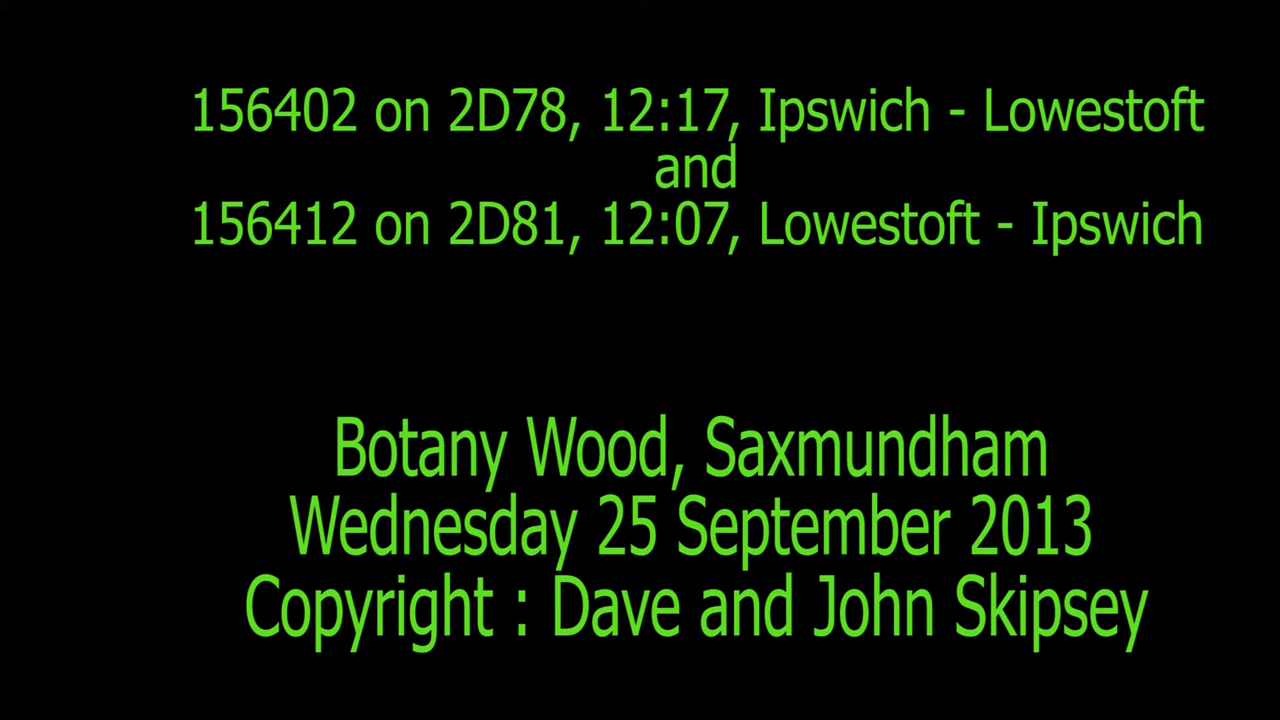 156402 on 2D78, 12:17, Ipswich - Lowestoft
and
156412 on 2D81, 12:07, Lowestoft - Ipswich
Botany Wood, Saxmundham
Wednesday 25 September 2013
Copyright : Dave and John Skipsey